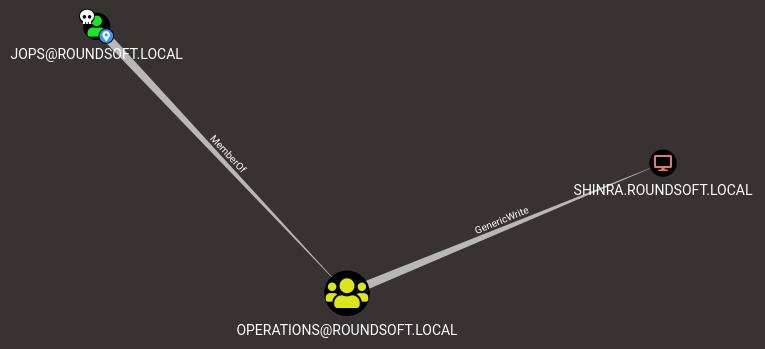 JOPS@ROUNDSOFT.LOCAL
MemberOf
SHINRA.ROUNDSOFT.LOCAL
GenericWrite
OPERATIONS@ROUNDSOFT.LOCAL